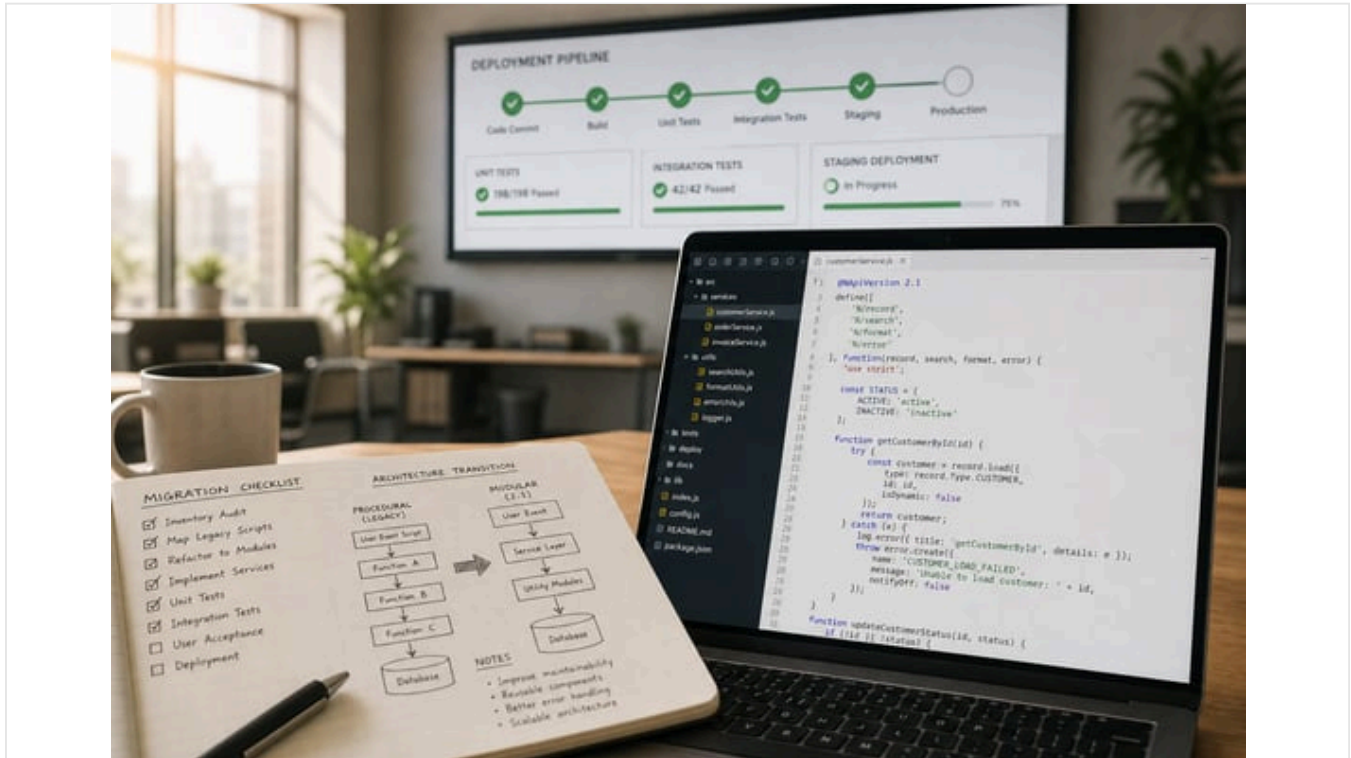 DEPLOYMENT PIPELINE
Code Commit
Build
Unit Tests
Integration Tests
Staging
Production
UNIT TESTS
198/198 Passed
INTEGRATION TESTS
42/42 Passed
STAGING DEPLOYMENT
In Progress
75%
MIGRATION CHECKLIST
Inventory Audit
Map Legacy Scripts
Refactor to Modules
Implement Services
Unit Tests
Integration Tests
User Acceptance
Deployment
ARCHITECTURE TRANSITION
PROCEDURAL
(LEGACY)
User Event Script
Function A
Function B
Function C
Database
MODULAR
(2.1)
User Event
Service Layer
Utility Modules
Database
NOTES
• Improve maintainability
• Reusable components
• Better error handling
• Scalable architecture
src
services
customerService.js
orderService.js
invoiceService.js
utils
searchUtils.js
formatUtils.js
errorUtils.js
logger.js
deploy
docs
lib
index.js
config.js
README.md
package.json
customerService.js
@NApiVersion 2.1
define([
'N/record',
'N/search',
'N/format',
'N/error'
], function(record, search, format, error) {
'use strict';
const STATUS = {
ACTIVE: 'active',
INACTIVE: 'inactive'
};
function getCustomerById(id) {
try {
const customer = record.load({
type: record.Type.CUSTOMER,
id: id,
isDynamic: false
});
return customer;
} catch (e) {
log.error({ title: 'getCustomerById', details: e });
throw error.create({
name: 'CUSTOMER_LOAD_FAILED',
message: 'Unable to load customer: ' + id,
notifyOff: false
});
}
}
function updateCustomerStatus(id, status) {
if (!id || !status) {